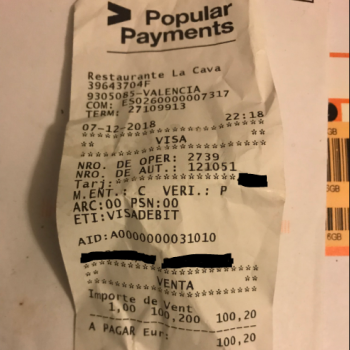 Popular
Payments
Restaurante La Cava
39643704F
9305085-VALENCIA
COM: ES0260000007317
TERM: 27109913
07-12-2018 22:18
************************
** VISA **
************************
NRO. DE OPER: 2739
NRO. DE AUT.: 121051
Tarj:***************
M.ENT.: C VERI.: P
ARC:00 PSN:00
ETI:VISADEBIT
AID:A0000000031010
************************
** VENTA **
************************
Importe de Vent
1,00 100,200 100,20
A PAGAR Eur: 100,20
6GB